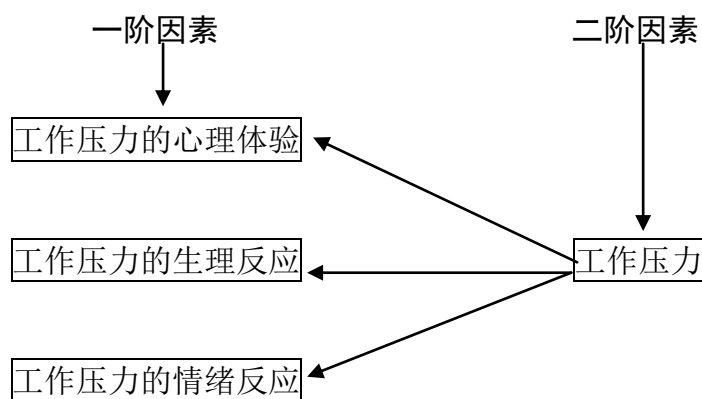 一阶因素
二阶因素
工作压力的心理体验
工作压力的生理反应
工作压力
工作压力的情绪反应